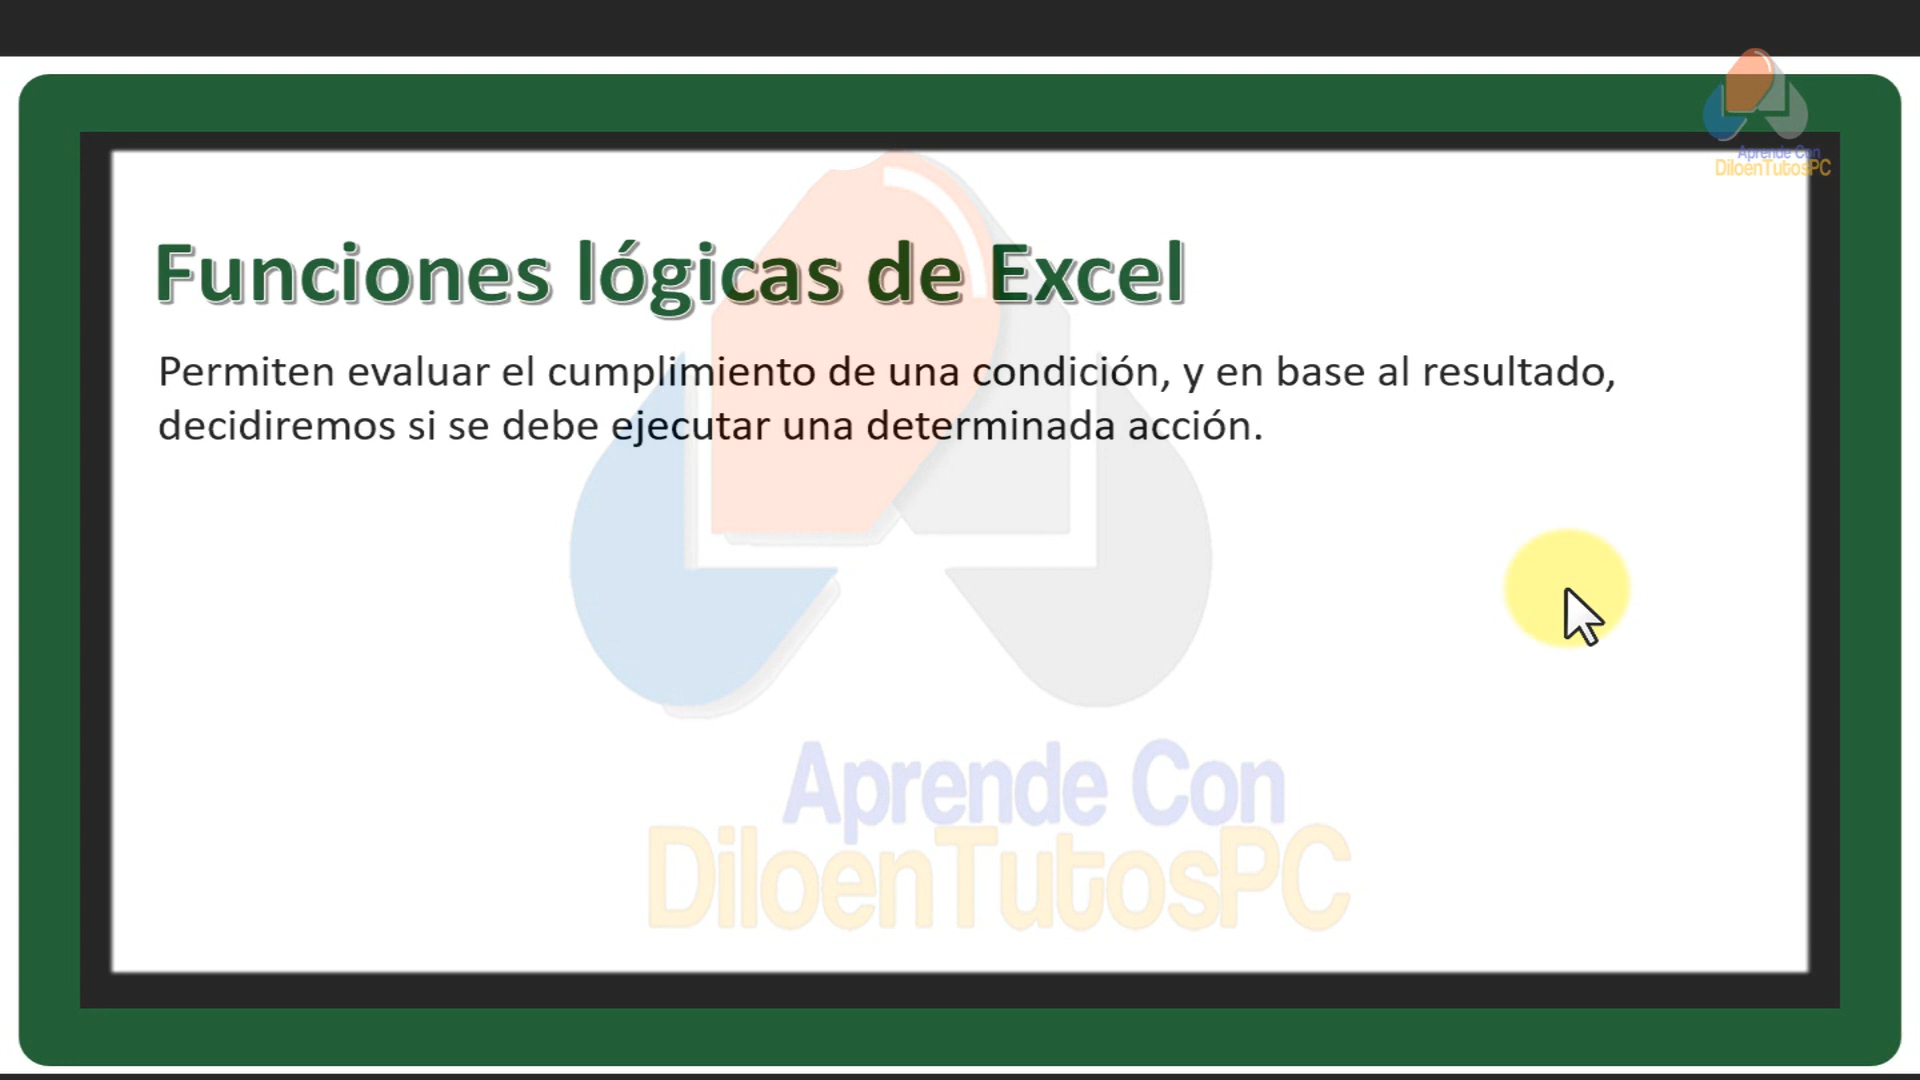 Aprende Con
DiloenTutosPC
Funciones lógicas de Excel
Permiten evaluar el cumplimiento de una condición, y en base al resultado,
decidiremos si se debe ejecutar una determinada acción.
Aprende Con
DiloenTutosPC